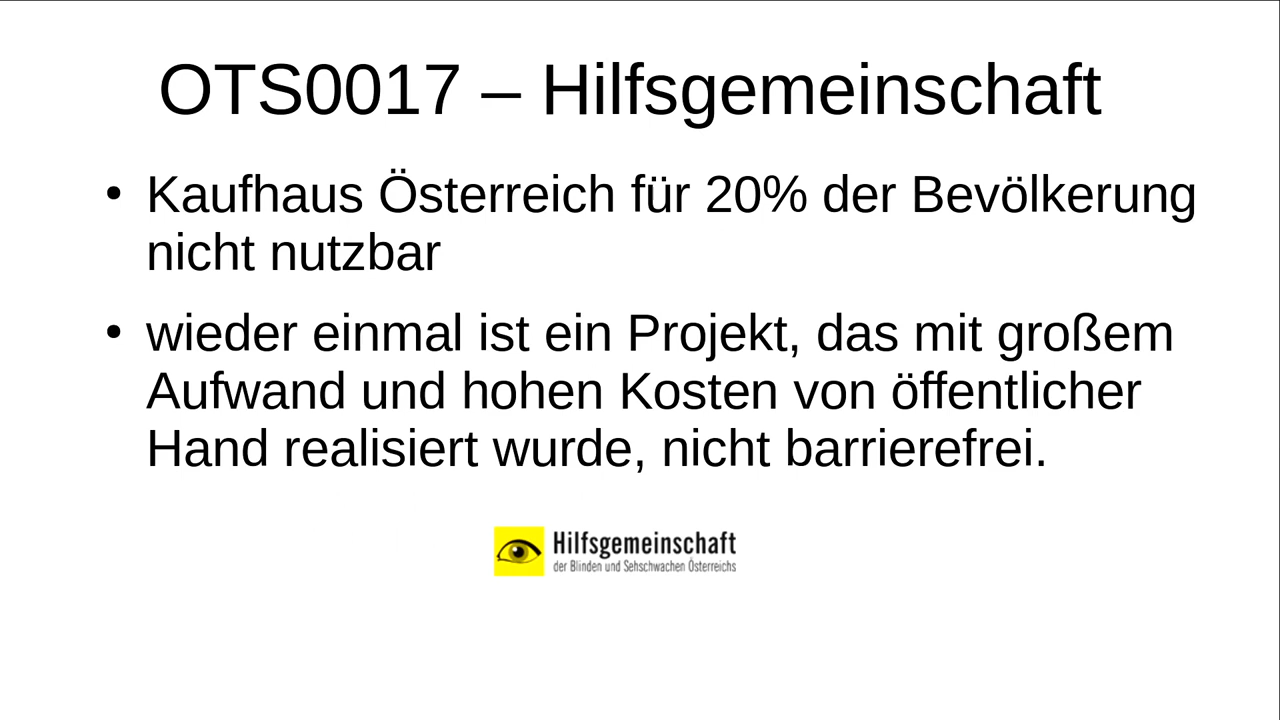 OTS0017 – Hilfsgemeinschaft
• Kaufhaus Österreich für 20% der Bevölkerung
nicht nutzbar
• wieder einmal ist ein Projekt, das mit großem
Aufwand und hohen Kosten von öffentlicher
Hand realisiert wurde, nicht barrierefrei.
Hilfsgemeinschaft
der Blinden und Sehschwachen Österreichs